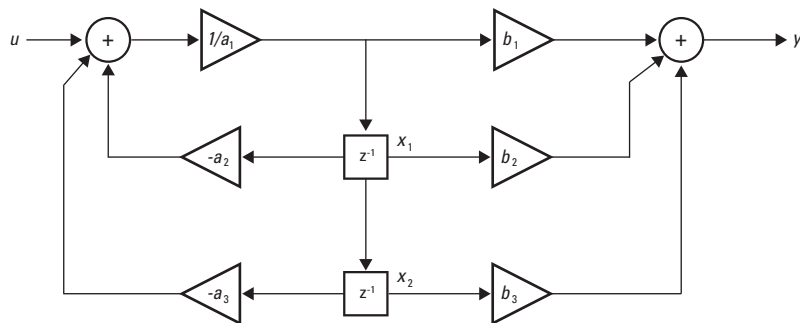 u + 1/a₁ b₁ + y
-a₂ z⁻¹ x₁ b₂
-a₃ z⁻¹ x₂ b₃